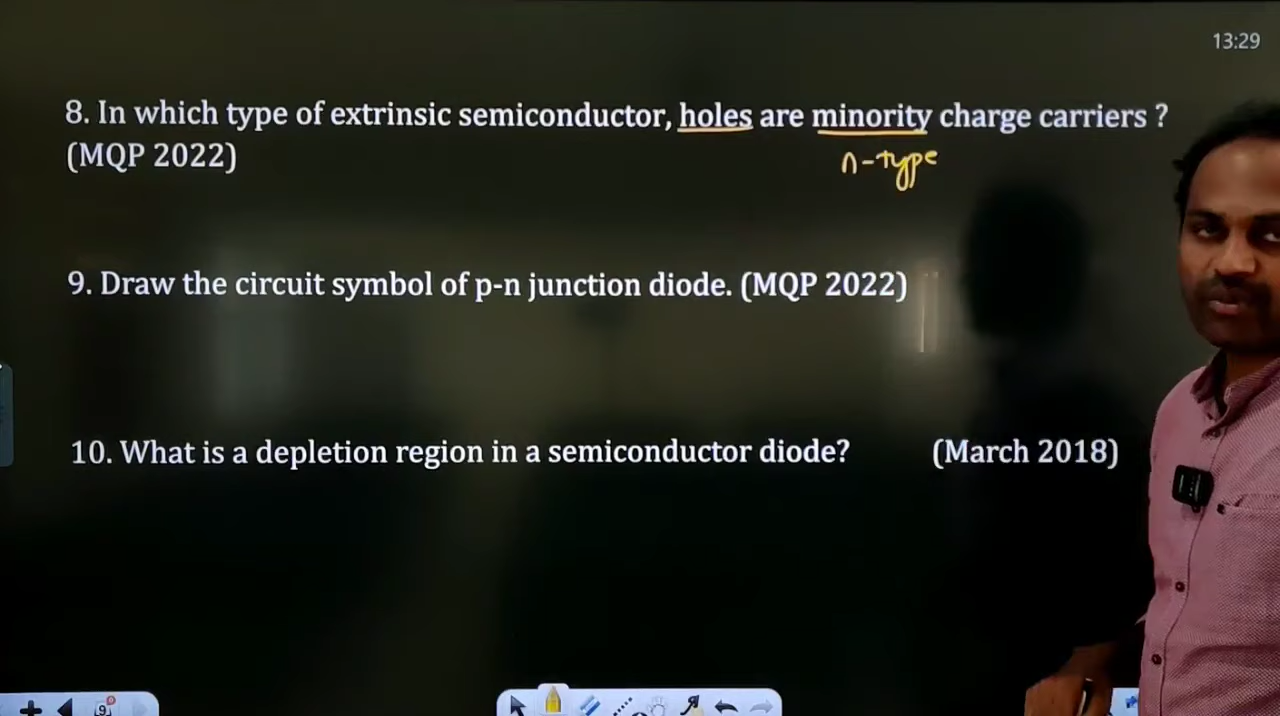 13:29
8. In which type of extrinsic semiconductor, holes are minority charge carriers ?
(MQP 2022)
n-type
9. Draw the circuit symbol of p-n junction diode. (MQP 2022)
10. What is a depletion region in a semiconductor diode? (March 2018)
9